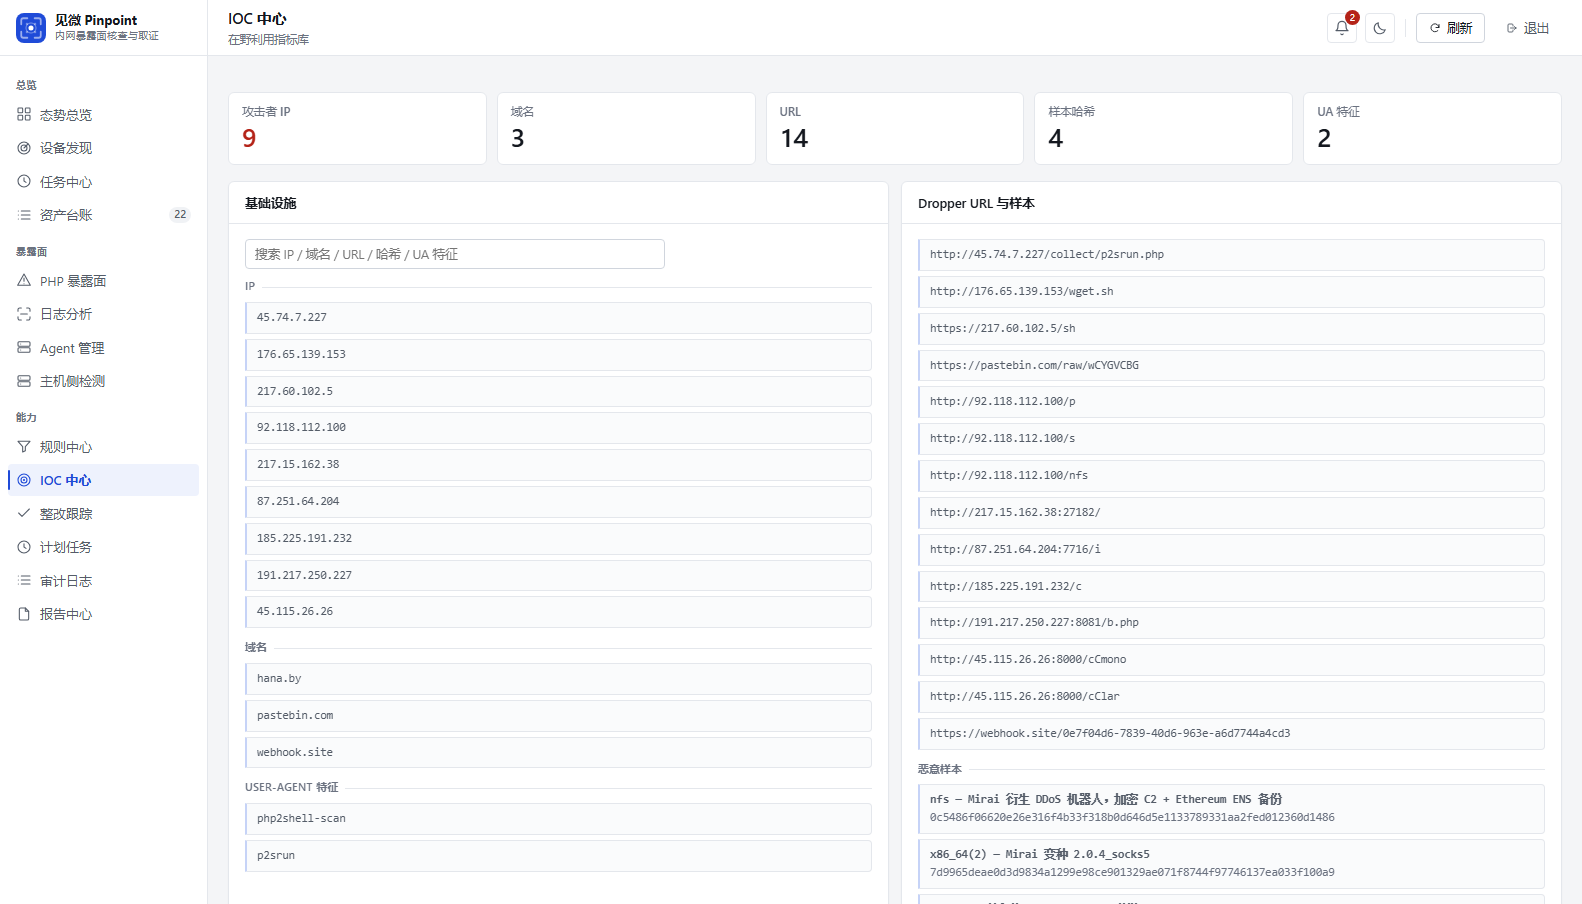 见微 Pinpoint
内网暴露面核查与取证
总览
态势总览
设备发现
任务中心
资产台账 22
暴露面
PHP 暴露面
日志分析
Agent 管理
主机侧检测
能力
规则中心
IOC 中心
整改跟踪
计划任务
审计日志
报告中心
IOC 中心
在野利用指标库
2
刷新
退出
攻击者 IP
9
域名
3
URL
14
样本哈希
4
UA 特征
2
基础设施
搜索 IP / 域名 / URL / 哈希 / UA 特征
IP
45.74.7.227
176.65.139.153
217.60.102.5
92.118.112.100
217.15.162.38
87.251.64.204
185.225.191.232
191.217.250.227
45.115.26.26
域名
hana.by
pastebin.com
webhook.site
USER-AGENT 特征
php2shell-scan
p2srun
Dropper URL 与样本
http://45.74.7.227/collect/p2srun.php
http://176.65.139.153/wget.sh
https://217.60.102.5/sh
https://pastebin.com/raw/wCYGVCBG
http://92.118.112.100/p
http://92.118.112.100/s
http://92.118.112.100/nfs
http://217.15.162.38:27182/
http://87.251.64.204:7716/i
http://185.225.191.232/c
http://191.217.250.227:8081/b.php
http://45.115.26.26:8000/cCmono
http://45.115.26.26:8000/cClar
https://webhook.site/0e7f04d6-7839-40d6-963e-a6d7744a4cd3
恶意样本
nfs — Mirai 衍生 DDoS 机器人，加密 C2 + Ethereum ENS 备份
0c5486f06620e26e316f4b33f318b0d646d5e1133789331aa2fed012360d1486
x86_64(2) — Mirai 变种 2.0.4_socks5
7d9965deae0d3d9834a1299e98ce901329ae071f8744f97746137ea033f100a9